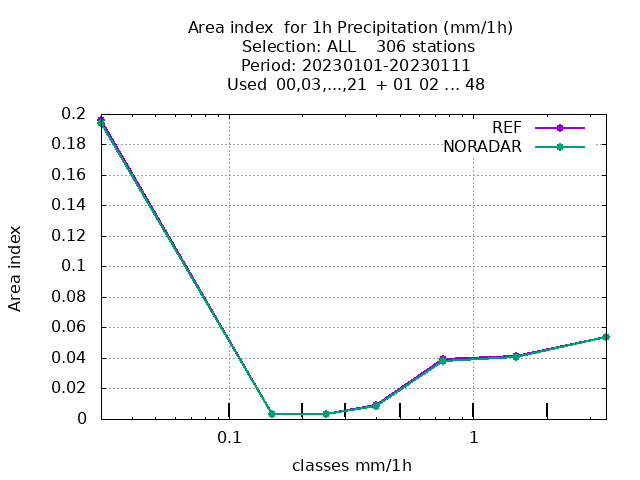 Area index  for 1h Precipitation (mm/1h)
Selection: ALL    306 stations
Period: 20230101-20230111
Used  00,03,...,21  + 01 02 ... 48
REF
NORADAR
0.2
0.18
0.16
0.14
0.12
0.1
0.08
0.06
0.04
0.02
0
Area index
0.1
1
classes mm/1h